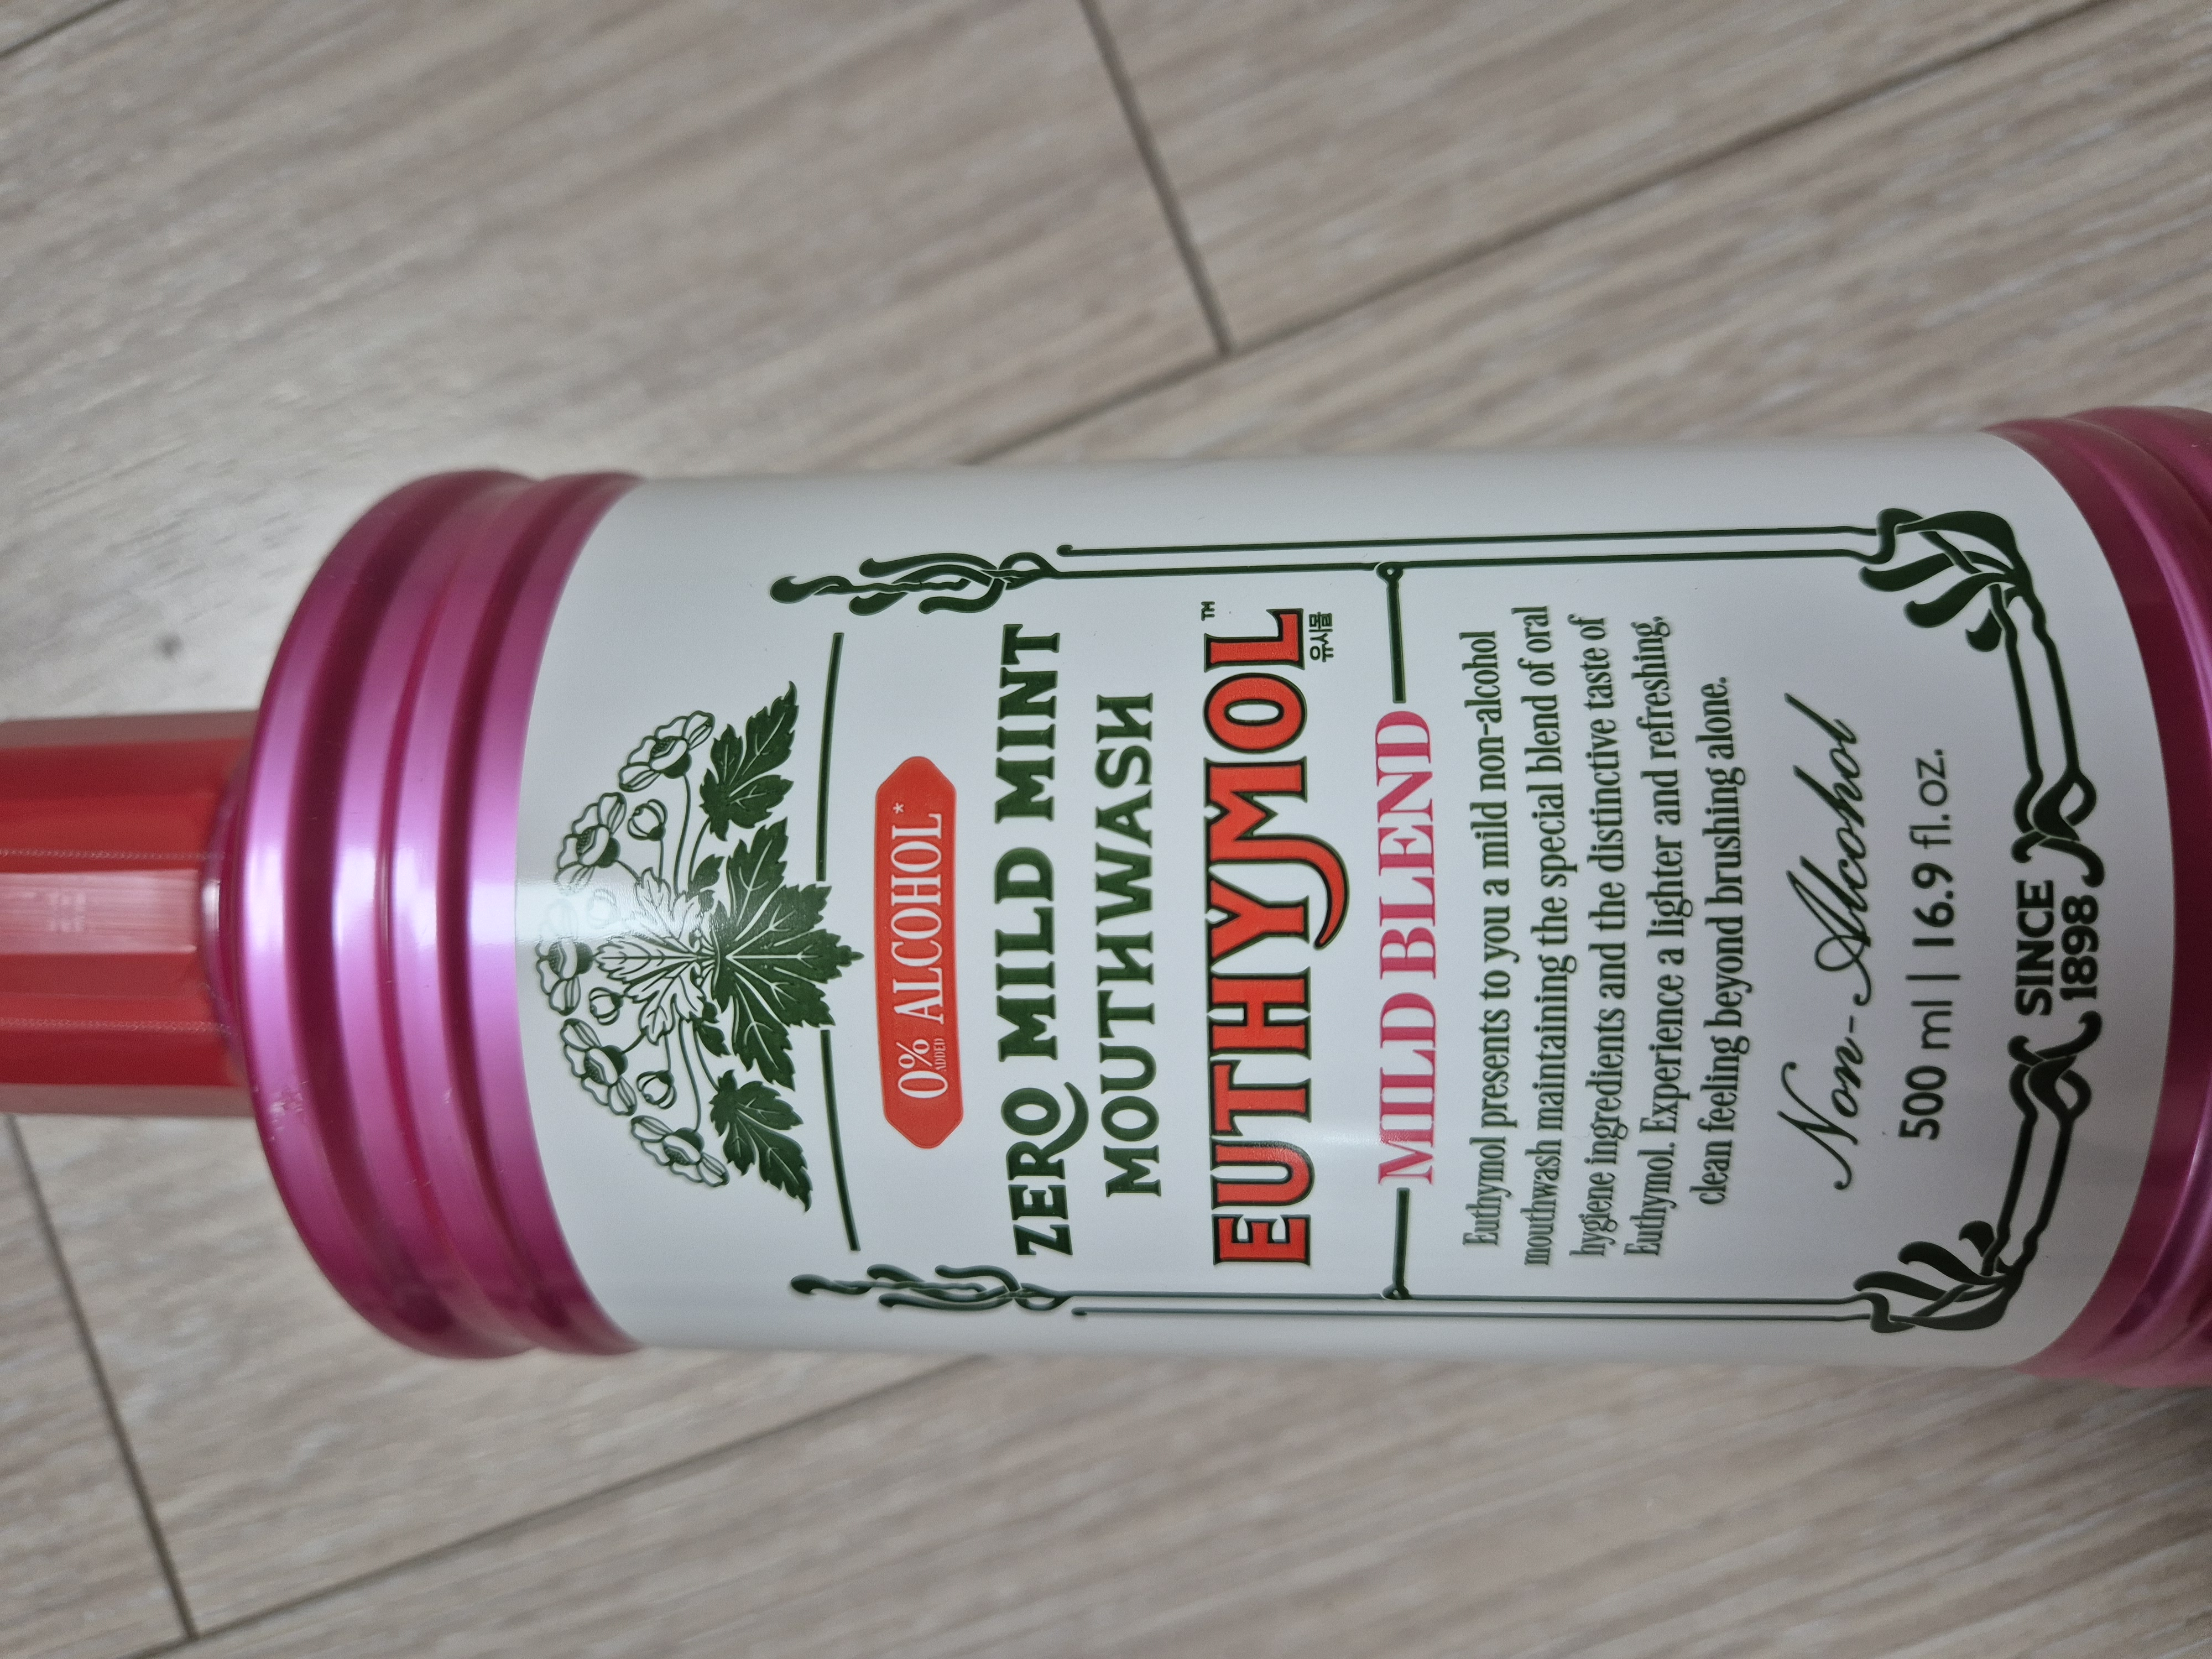 0% ADDED ALCOHOL*
ZERO MILD MINT
MOUTHWASH
EUTHYMOL™
유시몰
MILD BLEND
Euthymol presents to you a mild non-alcohol
mouthwash maintaining the special blend of oral
hygiene ingredients and the distinctive taste of
Euthymol. Experience a lighter and refreshing,
clean feeling beyond brushing alone.
Non-Alcohol
500 ml | 16.9 fl.oz.
SINCE
1898